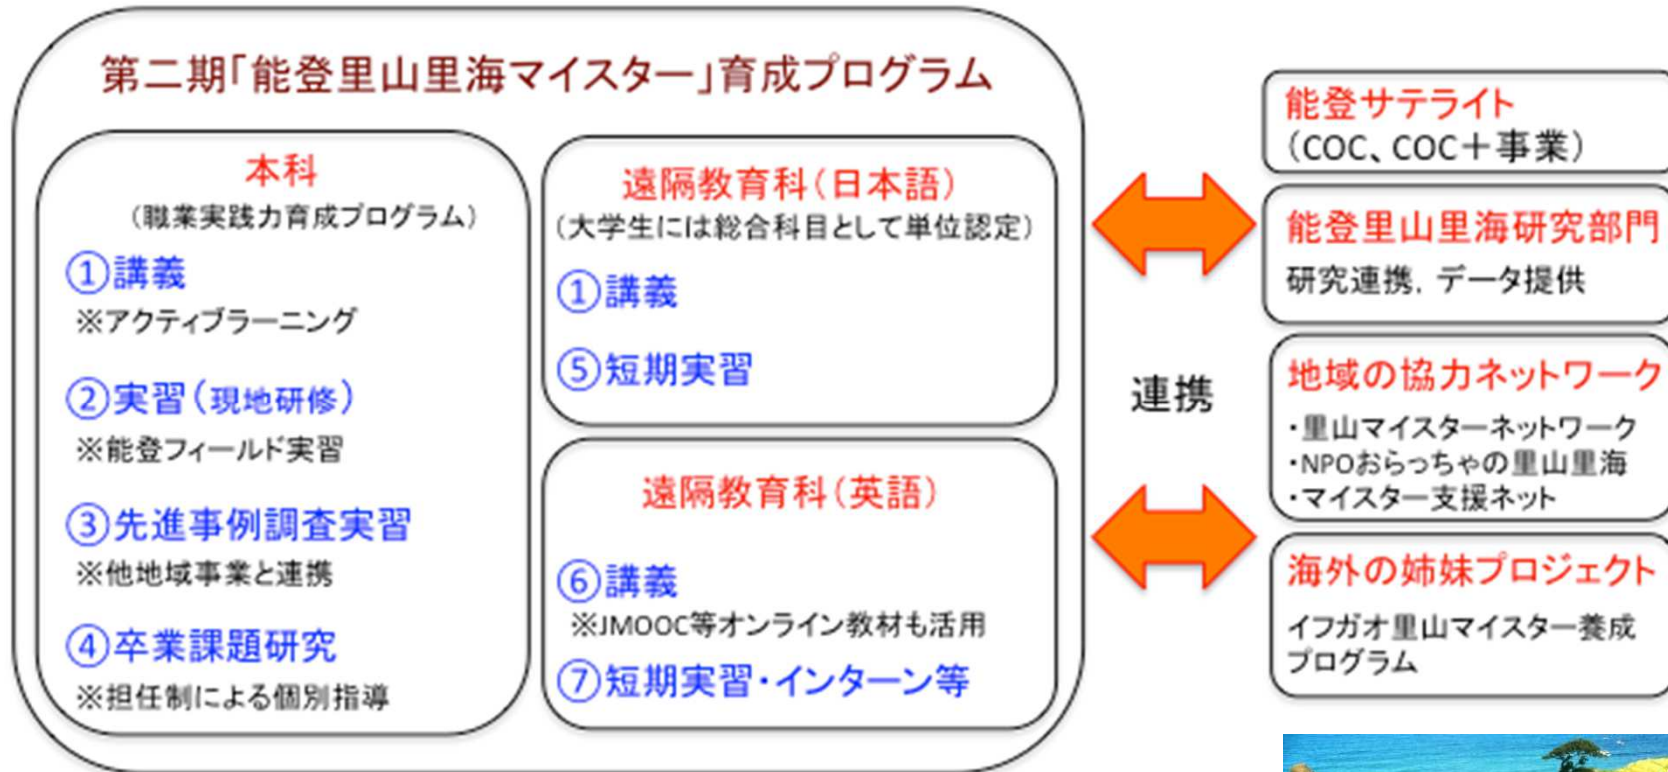 第二期「能登里山里海マイスター」育成プログラム
本科
(職業実践力育成プログラム)
①講義
※アクティブラーニング
②実習(現地研修)
※能登フィールド実習
③先進事例調査実習
※他地域事業と連携
④卒業課題研究
※担任制による個別指導
遠隔教育科(日本語)
(大学生には総合科目として単位認定)
①講義
⑤短期実習
遠隔教育科(英語)
⑥講義
※JMOOC等オンライン教材も活用
⑦短期実習・インターン等
連携
能登サテライト
(COC、COC+事業)
能登里山里海研究部門
研究連携, データ提供
地域の協力ネットワーク
・里山マイスターネットワーク
・NPOおらっちゃの里山里海
・マイスター支援ネット
海外の姉妹プロジェクト
イフガオ里山マイスター養成
プログラム